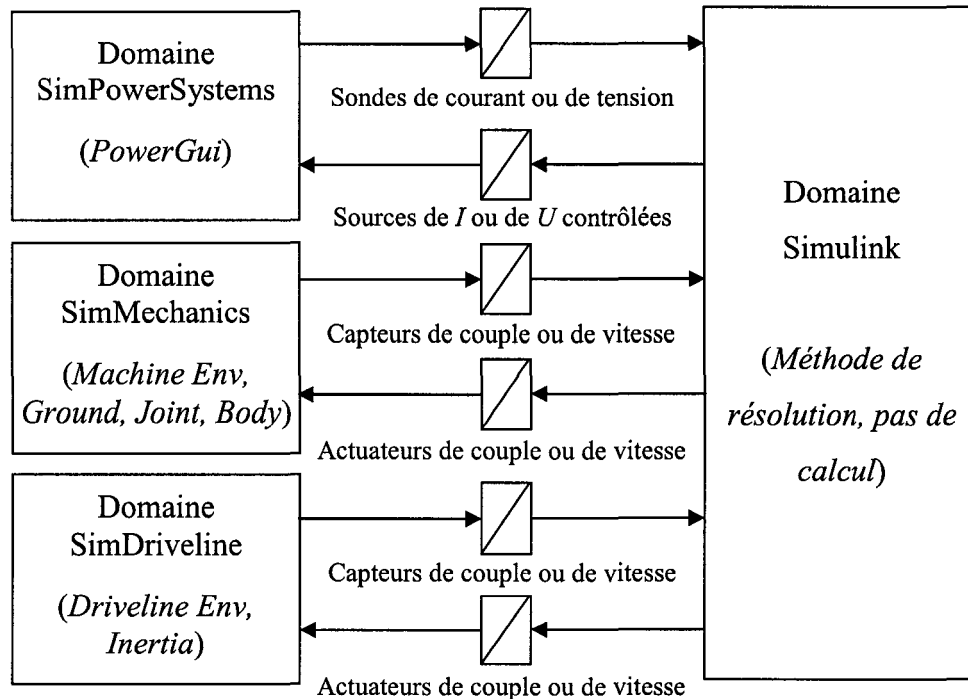 Domaine
SimPowerSystems
(PowerGui)
Sondes de courant ou de tension
Sources de I ou de U contrôlées
Domaine
SimMechanics
(Machine Env,
Ground, Joint, Body)
Capteurs de couple ou de vitesse
Actuateurs de couple ou de vitesse
Domaine
SimDriveline
(Driveline Env,
Inertia)
Capteurs de couple ou de vitesse
Actuateurs de couple ou de vitesse
Domaine
Simulink
(Méthode de
résolution, pas de
calcul)